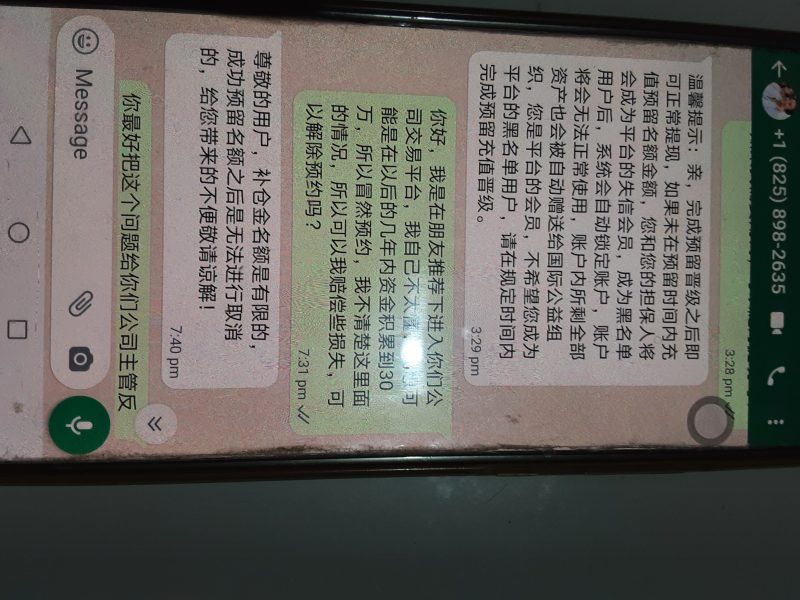 +1 (825) 898-2635
3:28 pm
温馨提示：亲，完成预留晋级之后即
可正常提现，如果未在预留时间内充
值预留名额金额，您和您的担保人将
会成为平台的失信会员，成为黑名单
用户后，系统会自动锁定账户，账户
将会无法正常使用，账户内所剩全部
资产也会被自动赠送给国际公益组
织，您是平台的会员，不希望您成为
平台的黑名单用户，请在规定时间内
完成预留充值晋级。
3:29 pm
你好，我是在朋友推荐下进入你们公
司交易平台，我自己不太 可
能是在以后的几年内资金积累到30
万，所以冒然预约，我不清楚这里面
的情况，所以可以我赔偿些损失，可
以解除预约吗？
7:31 pm
尊敬的用户，补仓金名额是有限的，
成功预留名额之后是无法进行取消
的，给您带来的不便敬请谅解！
7:40 pm
你最好把这个问题给你们公司主管反
Message